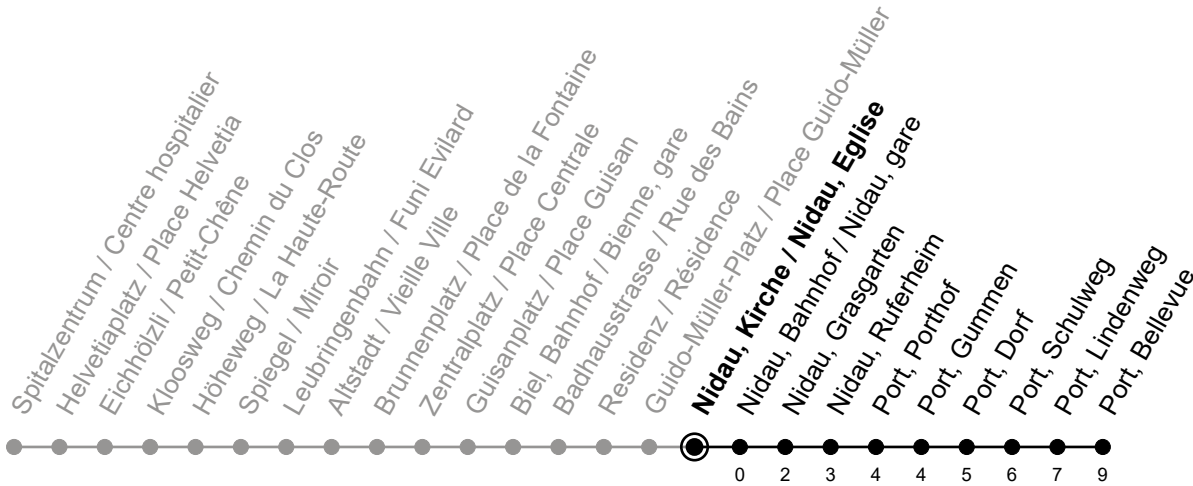 Spitalzentrum / Centre hospitalier
Helvetiaplatz / Place Helvetia
Eichhölzli / Petit-Chêne
Kloosweg / Chemin du Clos
Höheweg / La Haute-Route
Spiegel / Miroir
Leubringenbahn / Funi Evilard
Altstadt / Vieille Ville
Brunnenplatz / Place de la Fontaine
Zentralplatz / Place Centrale
Guisanplatz / Place Guisan
Biel, Bahnhof / Bienne, gare
Badhausstrasse / Rue des Bains
Residenz / Résidence
Guido-Müller-Platz / Place Guido-Müller
Nidau, Kirche / Nidau, Eglise
Nidau, Bahnhof / Nidau, gare
Nidau, Grasgarten
Nidau, Ruferheim
Port, Porthof
Port, Gummen
Port, Dorf
Port, Schulweg
Port, Lindenweg
Port, Bellevue
0 2 3 4 4 5 6 7 9